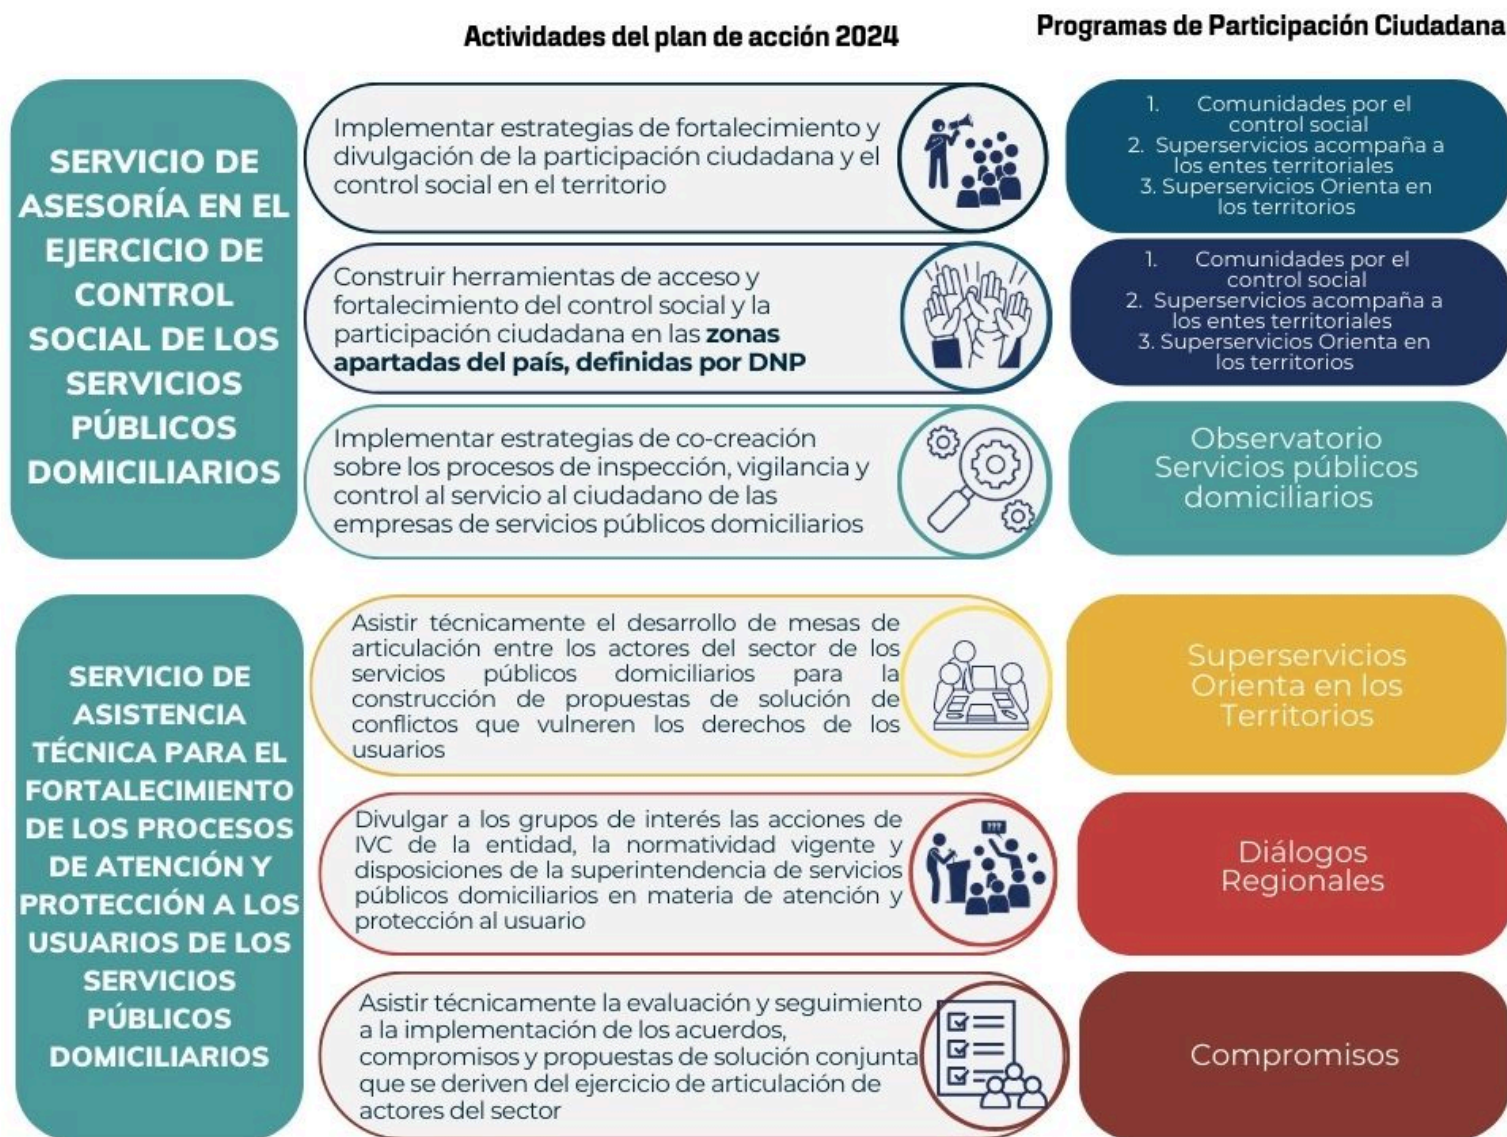 Actividades del plan de acción 2024
Programas de Participación Ciudadana
SERVICIO DE
ASESORÍA EN EL
EJERCICIO DE
CONTROL
SOCIAL DE LOS
SERVICIOS
PÚBLICOS
DOMICILIARIOS
Implementar estrategias de fortalecimiento y
divulgación de la participación ciudadana y el
control social en el territorio
1. Comunidades por el
control social
2. Superservicios acompaña a
los entes territoriales
3. Superservicios Orienta en
los territorios
Construir herramientas de acceso y
fortalecimiento del control social y la
participación ciudadana en las zonas
apartadas del país, definidas por DNP
1. Comunidades por el
control social
2. Superservicios acompaña a
los entes territoriales
3. Superservicios Orienta en
los territorios
Implementar estrategias de co-creación
sobre los procesos de inspección, vigilancia y
control al servicio al ciudadano de las
empresas de servicios públicos domiciliarios
Observatorio
Servicios públicos
domiciliarios
SERVICIO DE
ASISTENCIA
TÉCNICA PARA EL
FORTALECIMIENTO
DE LOS PROCESOS
DE ATENCIÓN Y
PROTECCIÓN A LOS
USUARIOS DE LOS
SERVICIOS
PÚBLICOS
DOMICILIARIOS
Asistir técnicamente el desarrollo de mesas de
articulación entre los actores del sector de los
servicios públicos domiciliarios para la
construcción de propuestas de solución de
conflictos que vulneren los derechos de los
usuarios
Superservicios
Orienta en los
Territorios
Divulgar a los grupos de interés las acciones de
IVC de la entidad, la normatividad vigente y
disposiciones de la superintendencia de servicios
públicos domiciliarios en materia de atención y
protección al usuario
???
Diálogos
Regionales
Asistir técnicamente la evaluación y seguimiento
a la implementación de los acuerdos,
compromisos y propuestas de solución conjunta
que se deriven del ejercicio de articulación de
actores del sector
Compromisos